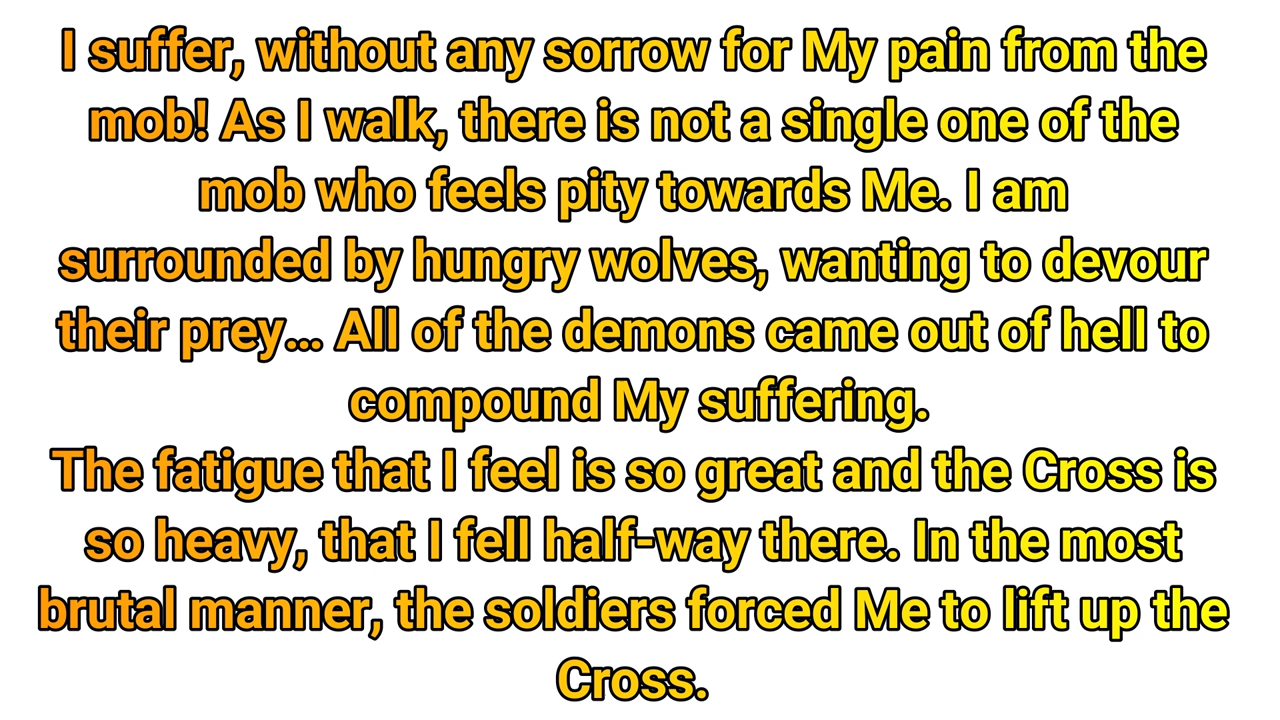 I suffer, without any sorrow for My pain from the
mob! As I walk, there is not a single one of the
mob who feels pity towards Me. I am
surrounded by hungry wolves, wanting to devour
their prey... All of the demons came out of hell to
compound My suffering.
The fatigue that I feel is so great and the Cross is
so heavy, that I fell half-way there. In the most
brutal manner, the soldiers forced Me to lift up the
Cross.